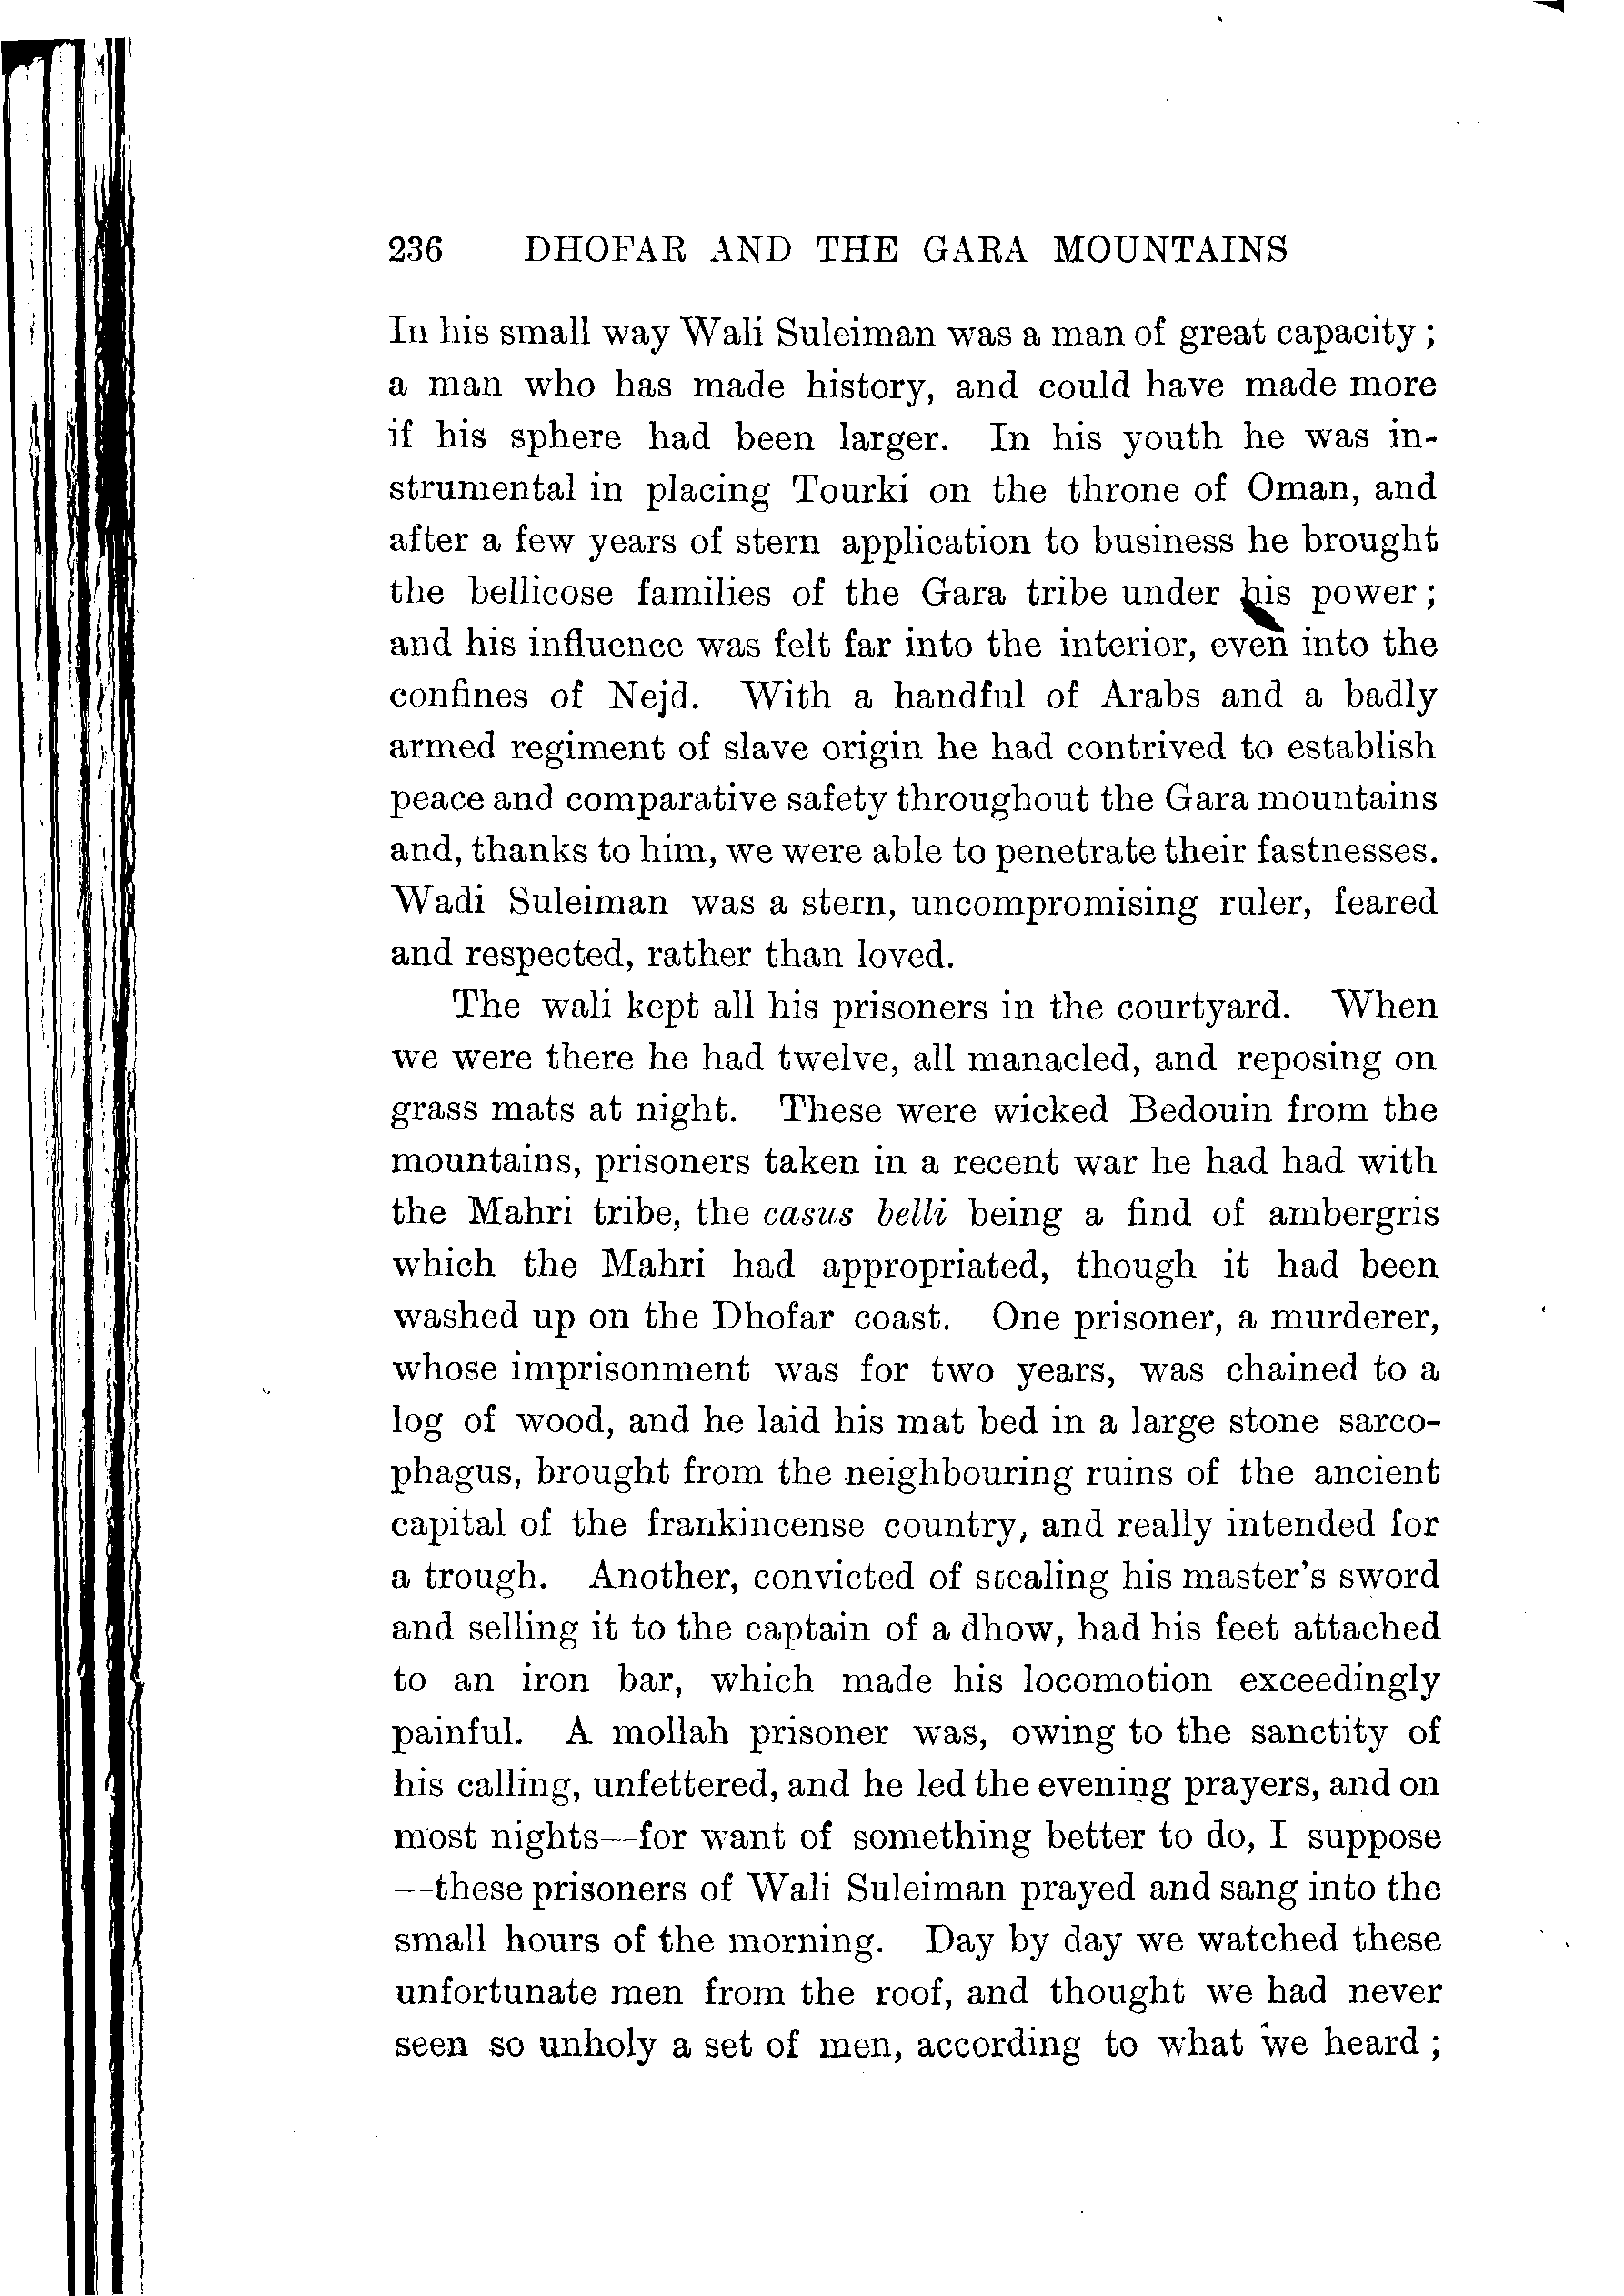 236 DHOFAR AND THE GARA MOUNTAINS
In his small way Wali Suleiman was a man of great capacity ;
a man who has made history, and could have made more
if his sphere had been larger. In his youth he was in-
strumental in placing Tourki on the throne of Oman, and
after a few years of stern application to business he brought
the bellicose families of the Gara tribe under his power ;
and his influence was felt far into the interior, even into the
confines of Nejd. With a handful of Arabs and a badly
armed regiment of slave origin he had contrived to establish
peace and comparative safety throughout the Gara mountains
and, thanks to him, we were able to penetrate their fastnesses.
Wadi Suleiman was a stern, uncompromising ruler, feared
and respected, rather than loved.
The wali kept all his prisoners in the courtyard. When
we were there he had twelve, all manacled, and reposing on
grass mats at night. These were wicked Bedouin from the
mountains, prisoners taken in a recent war he had had with
the Mahri tribe, the casus belli being a find of ambergris
which the Mahri had appropriated, though it had been
washed up on the Dhofar coast. One prisoner, a murderer,
whose imprisonment was for two years, was chained to a
log of wood, and he laid his mat bed in a large stone sarco-
phagus, brought from the neighbouring ruins of the ancient
capital of the frankincense country, and really intended for
a trough. Another, convicted of stealing his master's sword
and selling it to the captain of a dhow, had his feet attached
to an iron bar, which made his locomotion exceedingly
painful. A mollah prisoner was, owing to the sanctity of
his calling, unfettered, and he led the evening prayers, and on
most nights—for want of something better to do, I suppose
—these prisoners of Wali Suleiman prayed and sang into the
small hours of the morning. Day by day we watched these
unfortunate men from the roof, and thought we had never
seen so unholy a set of men, according to what we heard ;